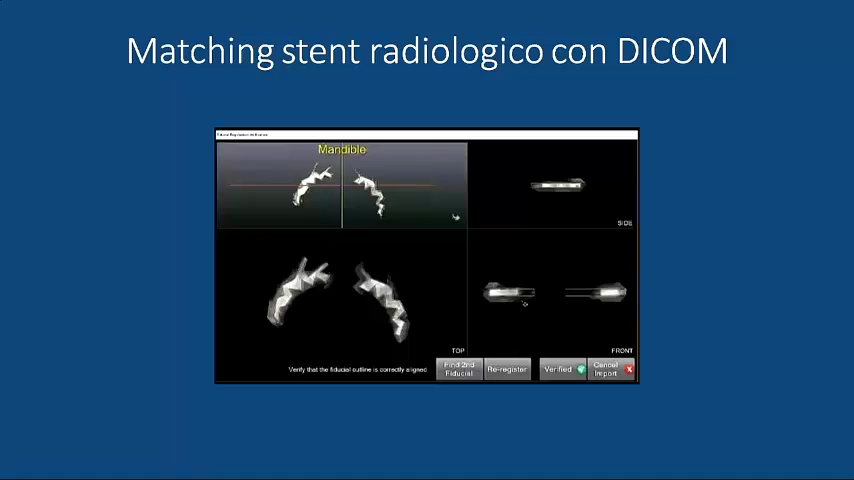 Matching stent radiologico con DICOM
Mandible
SIDE
TOP
FRONT
Verify that the fiducial outline is correctly aligned
Find 2nd
Fiducial
Re-register
Verified
Cancel
Import